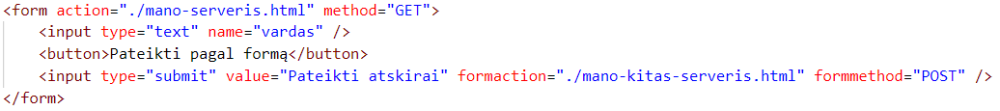 <form action="./mano-serveris.html" method="GET">
    <input type="text" name="vardas" />
    <button>Pateikti pagal formą</button>
    <input type="submit" value="Pateikti atskirai" formaction="./mano-kitas-serveris.html" formmethod="POST" />
</form>